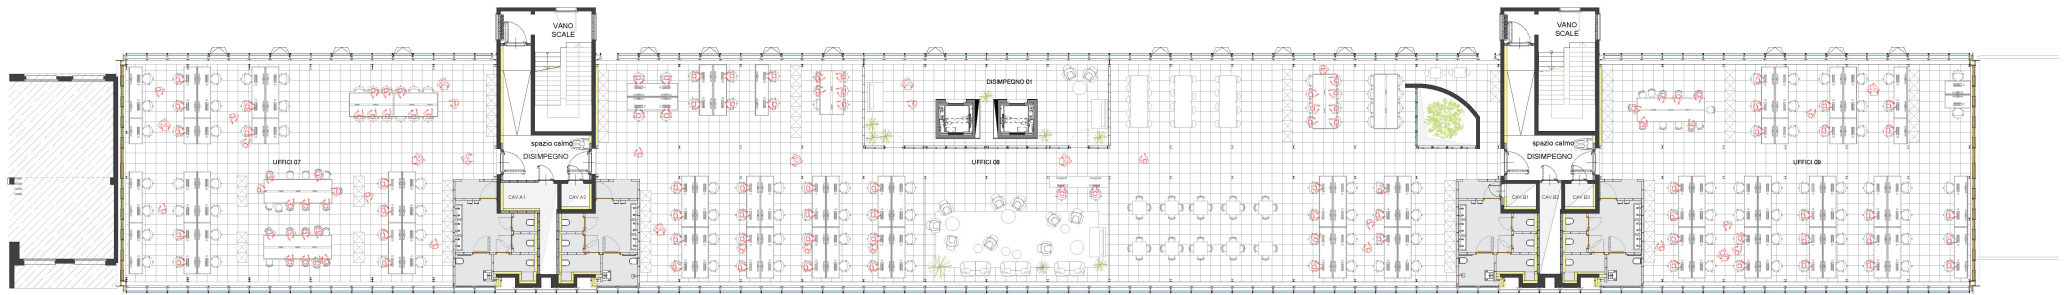 VANO
SCALE
VANO
SCALE
DISIMPEGNO 01
spazio calmo
DISIMPEGNO
spazio calmo
DISIMPEGNO
UFFICI 07
UFFICI 08
UFFICI 09
CAV A1
CAV A2
CAV B1
CAV B2
CAV B3